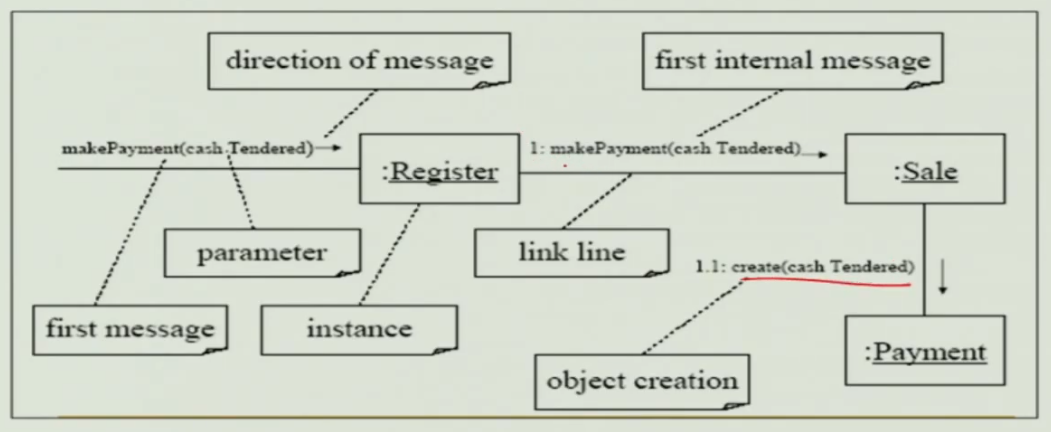 direction of message
first internal message
makePayment(cash Tendered)
1: makePayment(cash Tendered)
:Register
:Sale
parameter
link line
1.1: create(cash Tendered)
first message
instance
:Payment
object creation